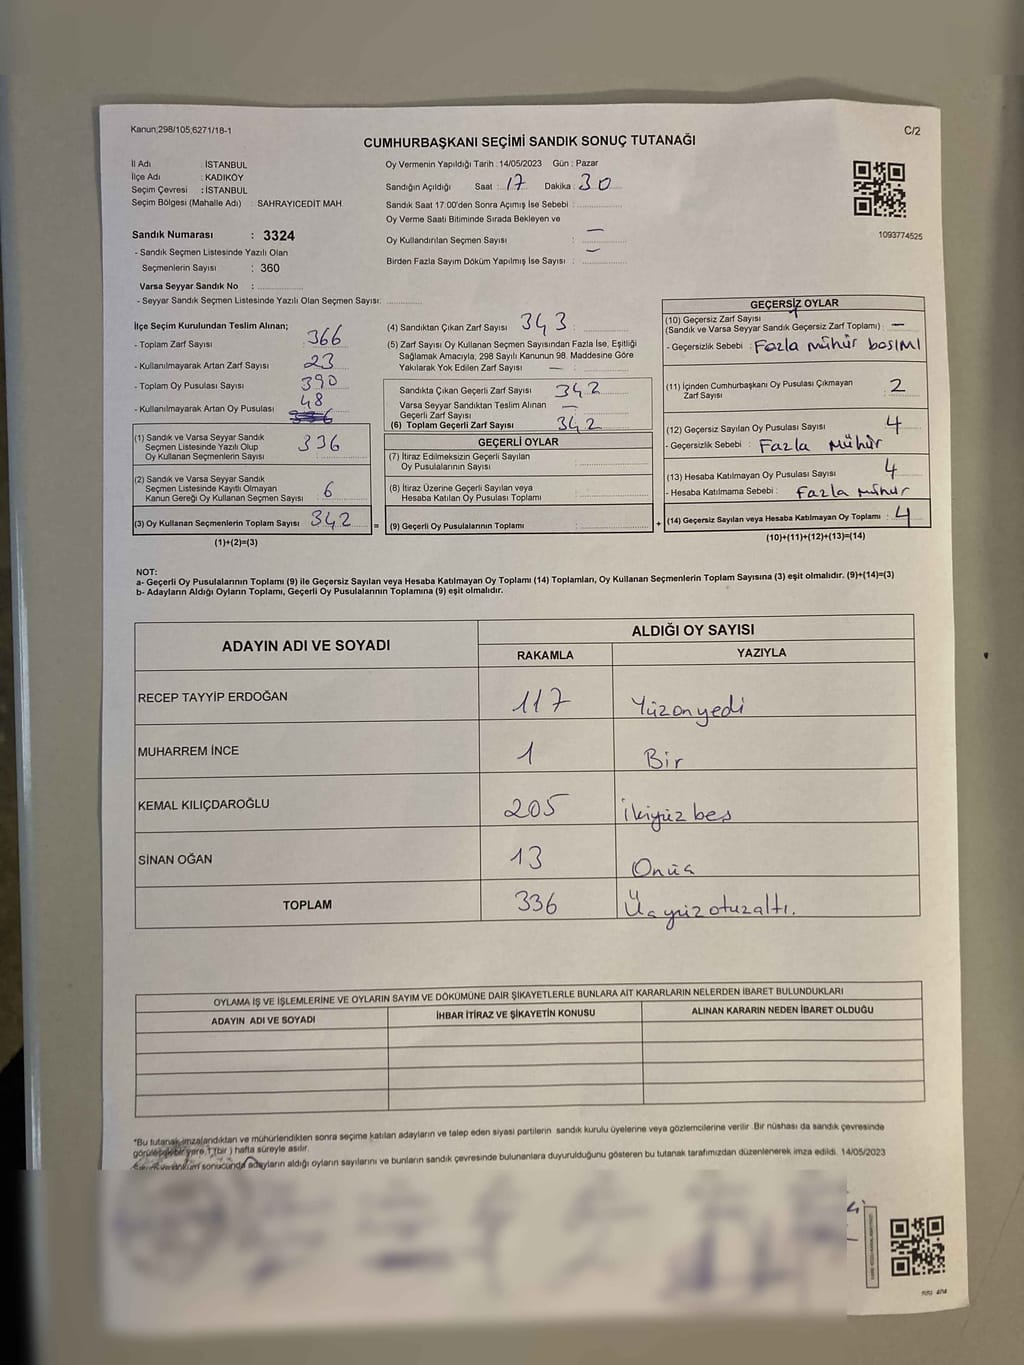 Kanun;298/105;6271/18-1
C/2
CUMHURBAŞKANI SEÇİMİ SANDIK SONUÇ TUTANAĞI
İl Adı : İSTANBUL
İlçe Adı : KADIKÖY
Seçim Çevresi : İSTANBUL
Seçim Bölgesi (Mahalle Adı) : SAHRAYICEDİT MAH.
Sandık Numarası : 3324
- Sandık Seçmen Listesinde Yazılı Olan
Seçmenlerin Sayısı : 360
Varsa Seyyar Sandık No :
- Seyyar Sandık Seçmen Listesinde Yazılı Olan Seçmen Sayısı:
Oy Vermenin Yapıldığı Tarih : 14/05/2023 Gün : Pazar
Sandığın Açıldığı Saat : 17 Dakika : 30
Sandık Saat 17:00'den Sonra Açımış İse Sebebi :
Oy Verme Saati Bitiminde Sırada Bekleyen ve
Oy Kullandırılan Seçmen Sayısı : —
Birden Fazla Sayım Döküm Yapılmış İse Sayısı : —
1093774525
İlçe Seçim Kurulundan Teslim Alınan;
- Toplam Zarf Sayısı : 366
- Kullanılmayarak Artan Zarf Sayısı : 23
- Toplam Oy Pusulası Sayısı : 390
- Kullanılmayarak Artan Oy Pusulası : 48
(1) Sandık ve Varsa Seyyar Sandık
Seçmen Listesinde Yazılı Olup
Oy Kullanan Seçmenlerin Sayısı : 336
(2) Sandık ve Varsa Seyyar Sandık
Seçmen Listesinde Kayıtlı Olmayan
Kanun Gereği Oy Kullanan Seçmen Sayısı : 6
(3) Oy Kullanan Seçmenlerin Toplam Sayısı : 342
(1)+(2)=(3)
(4) Sandıktan Çıkan Zarf Sayısı : 343
(5) Zarf Sayısı Oy Kullanan Seçmen Sayısından Fazla İse, Eşitliği
Sağlamak Amacıyla, 298 Sayılı Kanunun 98. Maddesine Göre
Yakılarak Yok Edilen Zarf Sayısı : —
Sandıkta Çıkan Geçerli Zarf Sayısı : 342
Varsa Seyyar Sandıktan Teslim Alınan
Geçerli Zarf Sayısı : —
(6) Toplam Geçerli Zarf Sayısı : 342
GEÇERLİ OYLAR
(7) İtiraz Edilmeksizin Geçerli Sayılan
Oy Pusulalarının Sayısı :
(8) İtiraz Üzerine Geçerli Sayılan veya
Hesaba Katılan Oy Pusulası Toplamı :
= (9) Geçerli Oy Pusulalarının Toplamı :
GEÇERSİZ OYLAR
(10) Geçersiz Zarf Sayısı
(Sandık ve Varsa Seyyar Sandık Geçersiz Zarf Toplamı) : —
- Geçersizlik Sebebi : Fazla mühür basımı
(11) İçinden Cumhurbaşkanı Oy Pusulası Çıkmayan
Zarf Sayısı : 2
(12) Geçersiz Sayılan Oy Pusulası Sayısı : 4
- Geçersizlik Sebebi : Fazla mühür
(13) Hesaba Katılmayan Oy Pusulası Sayısı : 4
- Hesaba Katılmama Sebebi : Fazla mühür
+ (14) Geçersiz Sayılan veya Hesaba Katılmayan Oy Toplamı : 4
(10)+(11)+(12)+(13)=(14)
NOT:
a- Geçerli Oy Pusulalarının Toplamı (9) ile Geçersiz Sayılan veya Hesaba Katılmayan Oy Toplamı (14) Toplamları, Oy Kullanan Seçmenlerin Toplam Sayısına (3) eşit olmalıdır. (9)+(14)=(3)
b- Adayların Aldığı Oyların Toplamı, Geçerli Oy Pusulalarının Toplamına (9) eşit olmalıdır.
ADAYIN ADI VE SOYADI
ALDIĞI OY SAYISI
RAKAMLA YAZIYLA
RECEP TAYYİP ERDOĞAN 117 Yüzonyedi
MUHARREM İNCE 1 Bir
KEMAL KILIÇDAROĞLU 205 İkiyüz beş
SİNAN OĞAN 13 Onüç
TOPLAM 336 Üçyüzotuzaltı.
OYLAMA İŞ VE İŞLEMLERİNE VE OYLARIN SAYIM VE DÖKÜMÜNE DAİR ŞİKAYETLERLE BUNLARA AİT KARARLARIN NELERDEN İBARET BULUNDUKLARI
ADAYIN ADI VE SOYADI İHBAR İTİRAZ VE ŞİKAYETİN KONUSU ALINAN KARARIN NEDEN İBARET OLDUĞU
*Bu tutanak imzalandıktan ve mühürlendikten sonra seçime katılan adayların ve talep eden siyasi partilerin sandık kurulu üyelerine veya gözlemcilerine verilir .Bir nüshası da sandık çevresinde
görülebilir yere 1 (bir) hafta süreyle asılır.
sonucunda adayların aldığı oyların sayılarını ve bunların sandık çevresinde bulunanlara duyurulduğunu gösteren bu tutanak tarafımızdan düzenlenerek imza edildi. 14/05/2023